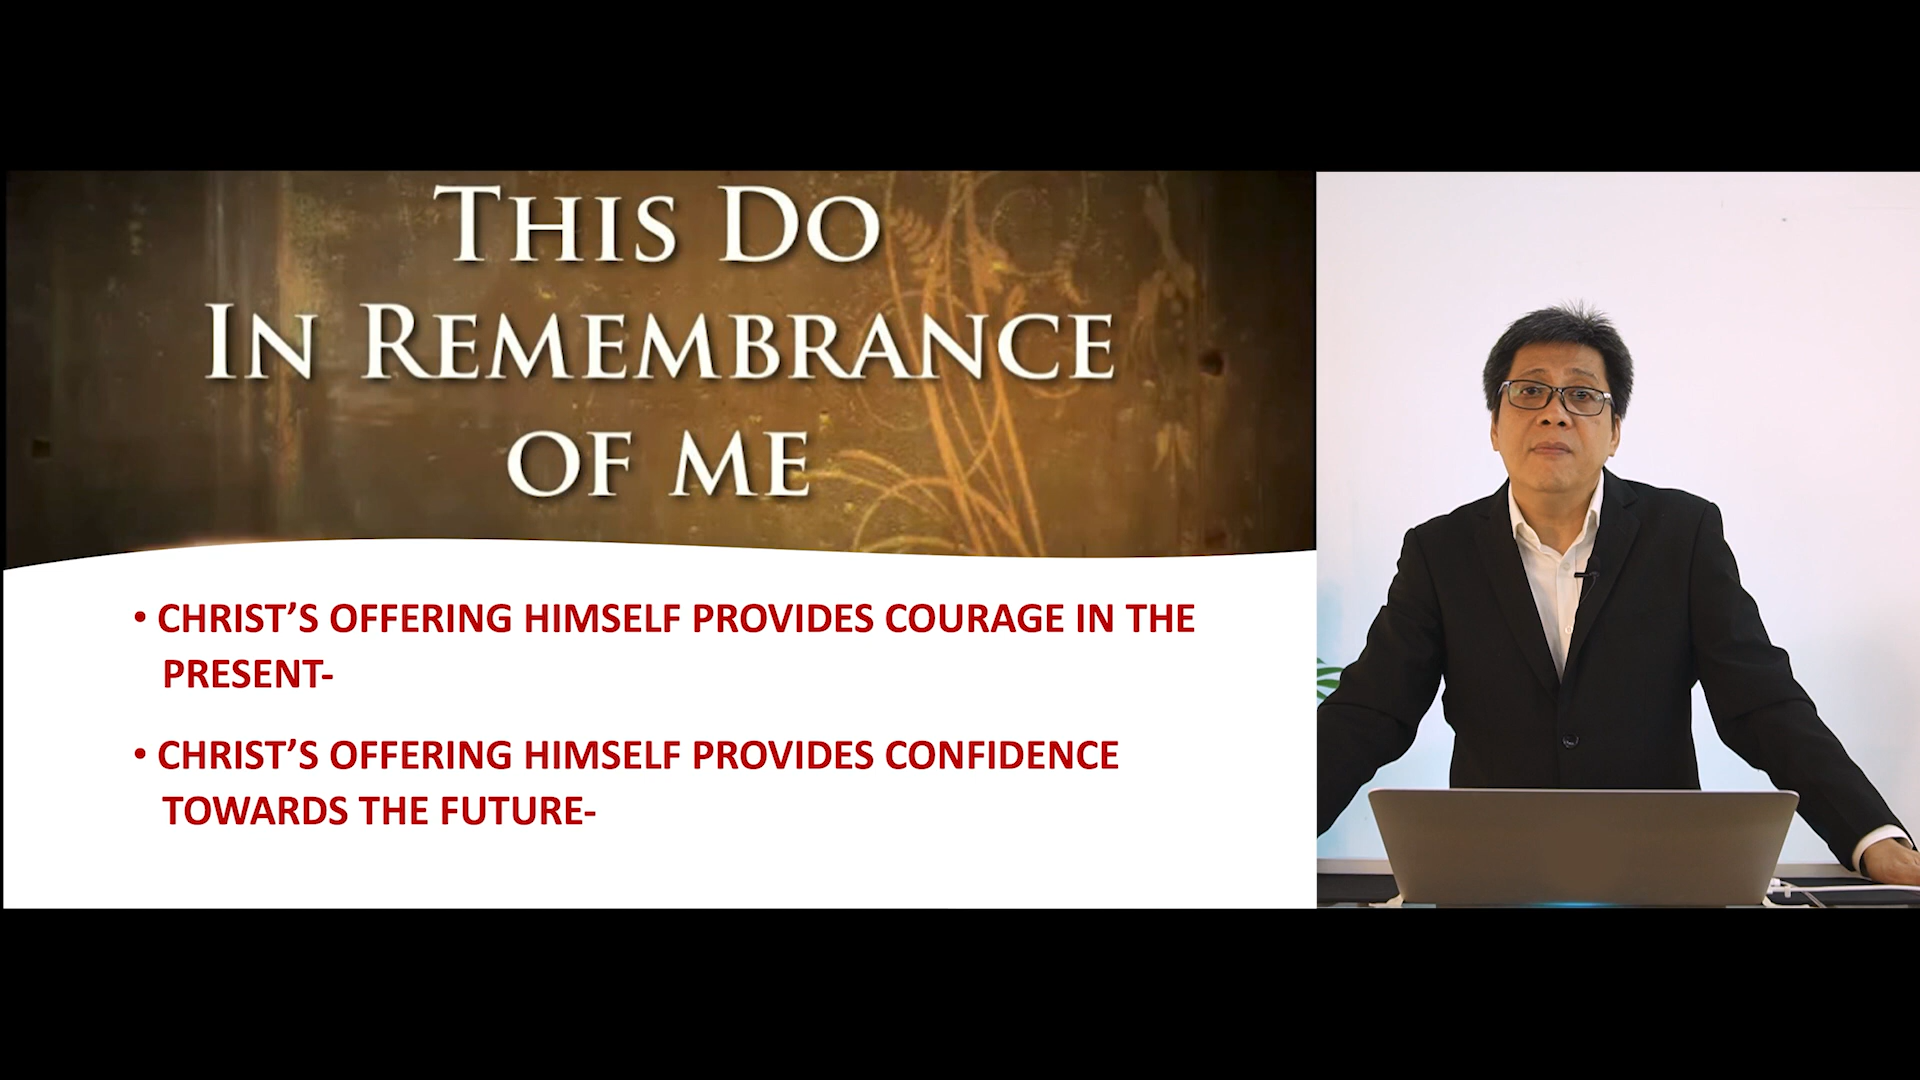 THIS DO
IN REMEMBRANCE
OF ME
• CHRIST’S OFFERING HIMSELF PROVIDES COURAGE IN THE
PRESENT-
• CHRIST’S OFFERING HIMSELF PROVIDES CONFIDENCE
TOWARDS THE FUTURE-